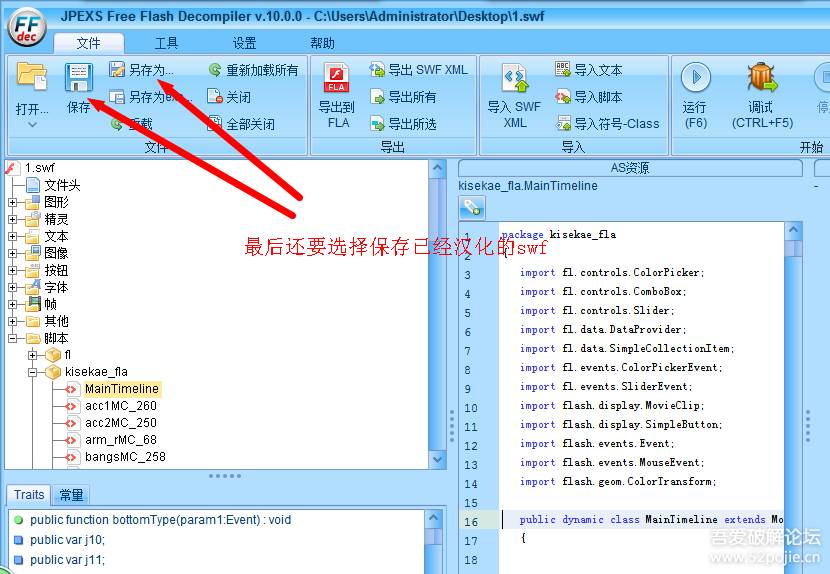 JPEXS Free Flash Decompiler v.10.0.0 - C:\Users\Administrator\Desktop\1.swf
FF
dec
文件 工具 设置 帮助
打开...
保存
另存为...
另存为exe...
重载
重新加载所有
关闭
全部关闭
文件
FLA
导出到
FLA
导出 SWF XML
导出所有
导出所选
导出
导入 SWF
XML
ABC
导入文本
导入脚本
导入符号-Class
导入
运行
(F6)
调试
(CTRL+F5)
开始
1.swf
文件头
图形
精灵
文本
图像
按钮
字体
帧
其他
脚本
fl
kisekae_fla
MainTimeline
acc1MC_260
acc2MC_250
arm_rMC_68
bangsMC_258
Traits 常量
public function bottomType(param1:Event) : void
public var j10;
public var j11;
最后还要选择保存已经汉化的swf
AS资源
kisekae_fla.MainTimeline
1 package kisekae_fla
{
3 import fl.controls.ColorPicker;
4 import fl.controls.ComboBox;
5 import fl.controls.Slider;
6 import fl.data.DataProvider;
7 import fl.data.SimpleCollectionItem;
8 import fl.events.ColorPickerEvent;
9 import fl.events.SliderEvent;
10 import flash.display.MovieClip;
11 import flash.display.SimpleButton;
12 import flash.events.Event;
13 import flash.events.MouseEvent;
14 import flash.geom.ColorTransform;
15
16 public dynamic class MainTimeline extends Mo
{
18
吾爱破解论坛
www.52pojie.cn